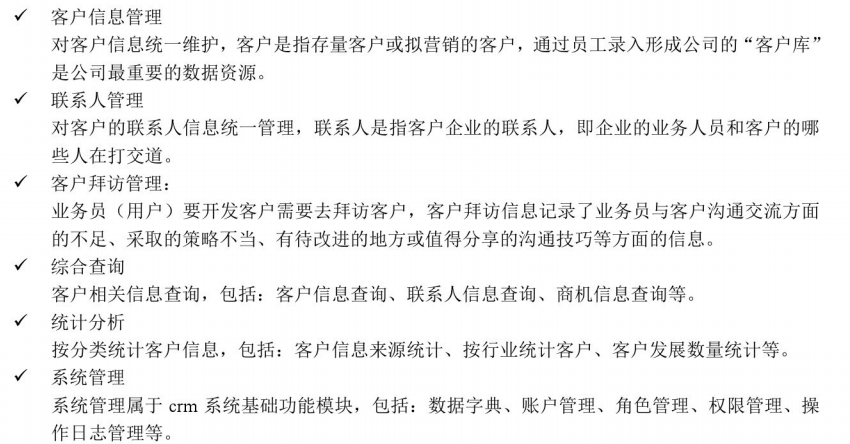 ✓ 客户信息管理
对客户信息统一维护，客户是指存量客户或拟营销的客户，通过员工录入形成公司的“客户库”
是公司最重要的数据资源。
✓ 联系人管理
对客户的联系人信息统一管理，联系人是指客户企业的联系人，即企业的业务人员和客户的哪
些人在打交道。
✓ 客户拜访管理：
业务员（用户）要开发客户需要去拜访客户，客户拜访信息记录了业务员与客户沟通交流方面
的不足、采取的策略不当、有待改进的地方或值得分享的沟通技巧等方面的信息。
✓ 综合查询
客户相关信息查询，包括：客户信息查询、联系人信息查询、商机信息查询等。
✓ 统计分析
按分类统计客户信息，包括：客户信息来源统计、按行业统计客户、客户发展数量统计等。
✓ 系统管理
系统管理属于 crm 系统基础功能模块，包括：数据字典、账户管理、角色管理、权限管理、操
作日志管理等。